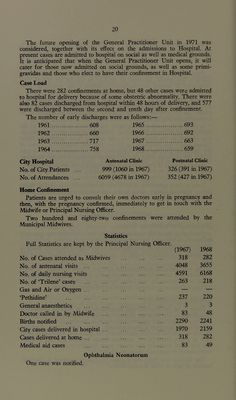 20
The future opening of the General Practitioner Unit in 1971 was
considered, together with its effect on the admissions to Hospital. At
present cases are admitted to hospital on social as well as medical grounds.
It is anticipated that when the General Practitioner Unit opens, it will
cater for those now admitted on social grounds, as well as some primi-
gravidas and those who elect to have their confinement in Hospital.
Case Load
There were 282 confinements at home, but 48 other cases were admitted
to hospital for delivery because of some obstetric abnormality. There were
also 82 cases discharged from hospital within 48 hours of delivery, and 577
were discharged between the second and tenth day after confinement.
The number of early discharges were as follows:—
1961 608 1965 693
1962 660 1966 692
1963 717 1967 663
1964 758 1968 659
City Hospital Antenatal Clinic Postnatal Clinic
No. of City Patients 999 (1060 in 1967) 326 (391 in 1967)
No. of Attendances 6059 (4678 in 1967) 352 (427 in 1967)
Home Confinement
Patients are urged to consult their own doctors early in pregnancy and
then, with the pregnancy confirmed, immediately to get in touch with the
Midwife or Principal Nursing Officer.
Two hundred and eighty-two confinements were attended by the
Municipal Midwives.
Statistics
Full Statistics are kept by the Principal Nursing Officer.
(1967) 1968
No. of Cases attended as Midwives 318 282
No. of antenatal visits 4048 3655
No. of daily nursing visits 4591 6168
No. of 'Trilene' cases 263 218
Gas and Air or Oxygen — —
'Pethidine' 237 220
General anaesthetics 3 3
Doctor called in by Midwife 83 48
Births notified 2290 2241
City cases delivered in hospital 1970 2159
Cases delivered at home 318 282
Medical aid cases 83 49
Ophthalmia Neonatorum
One case was notified.